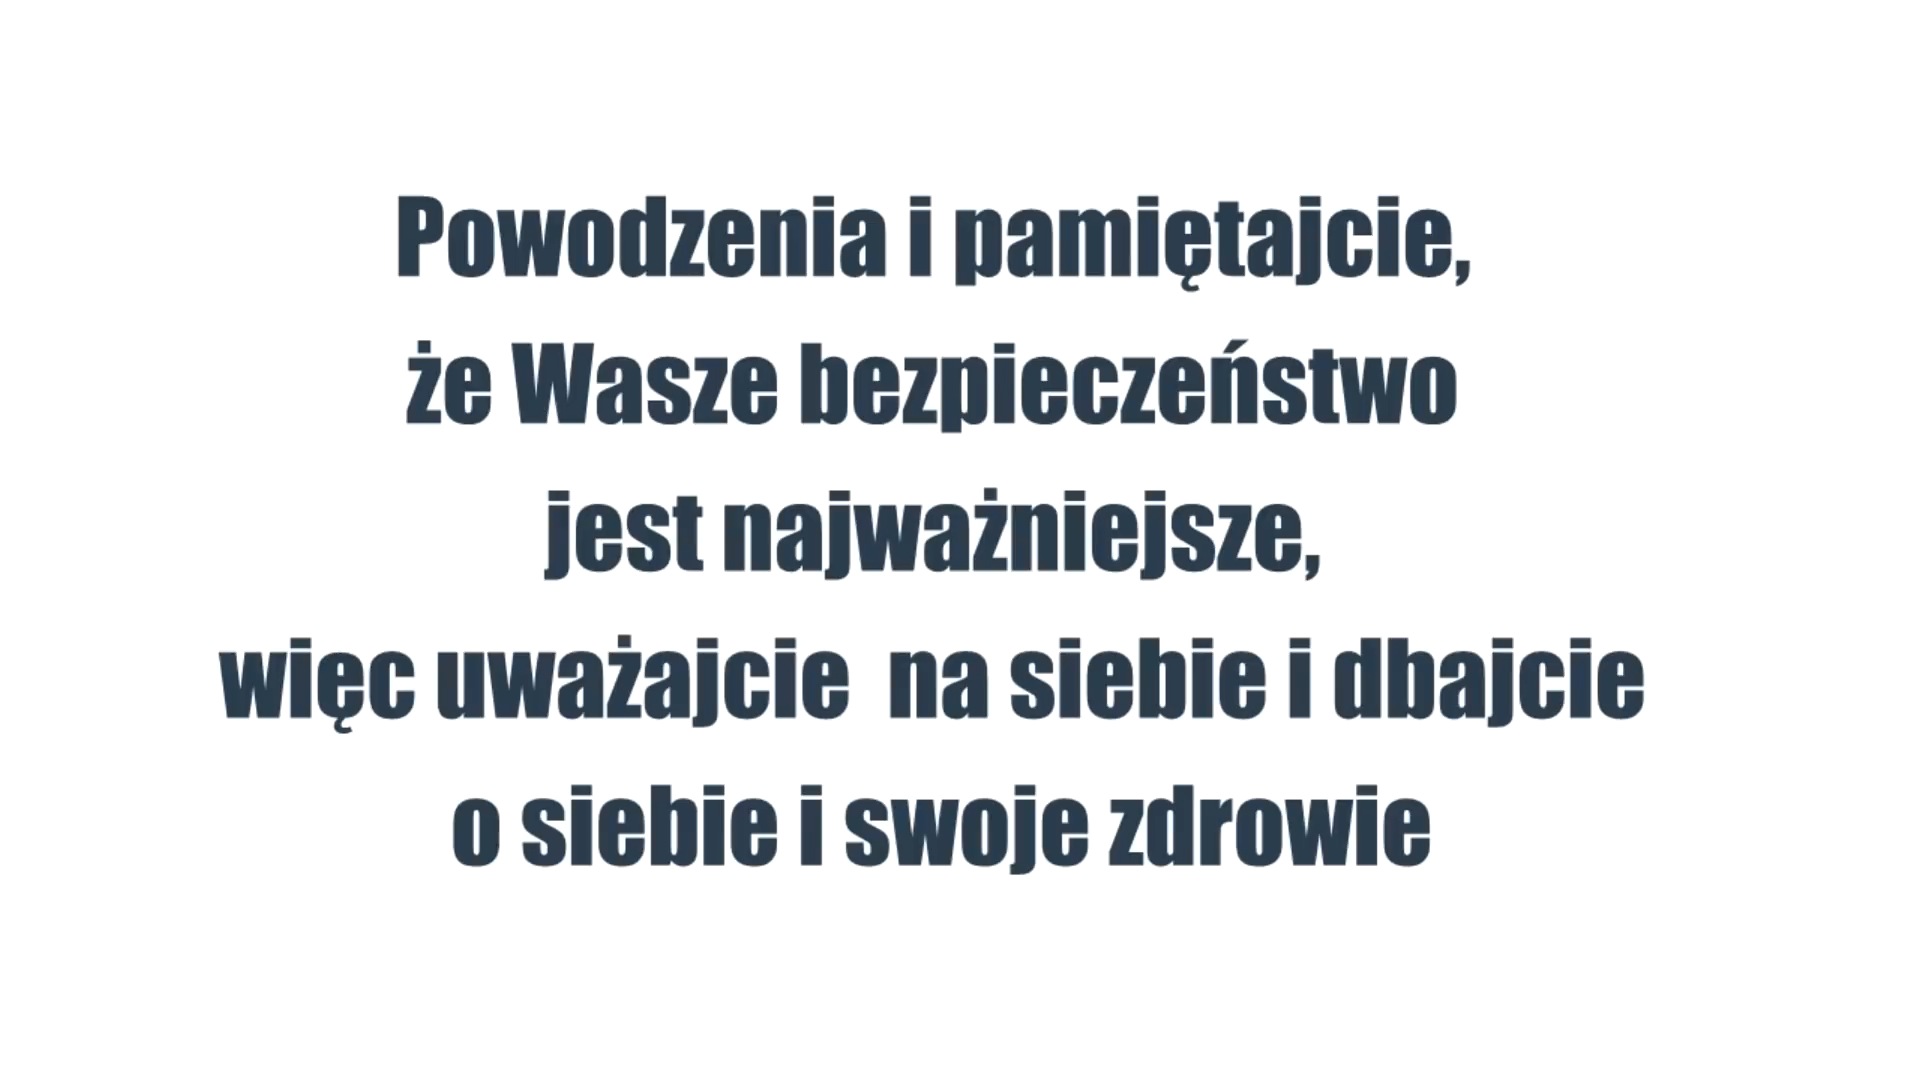 Powodzenia i pamiętajcie,
że Wasze bezpieczeństwo
jest najważniejsze,
więc uważajcie  na siebie i dbajcie
o siebie i swoje zdrowie